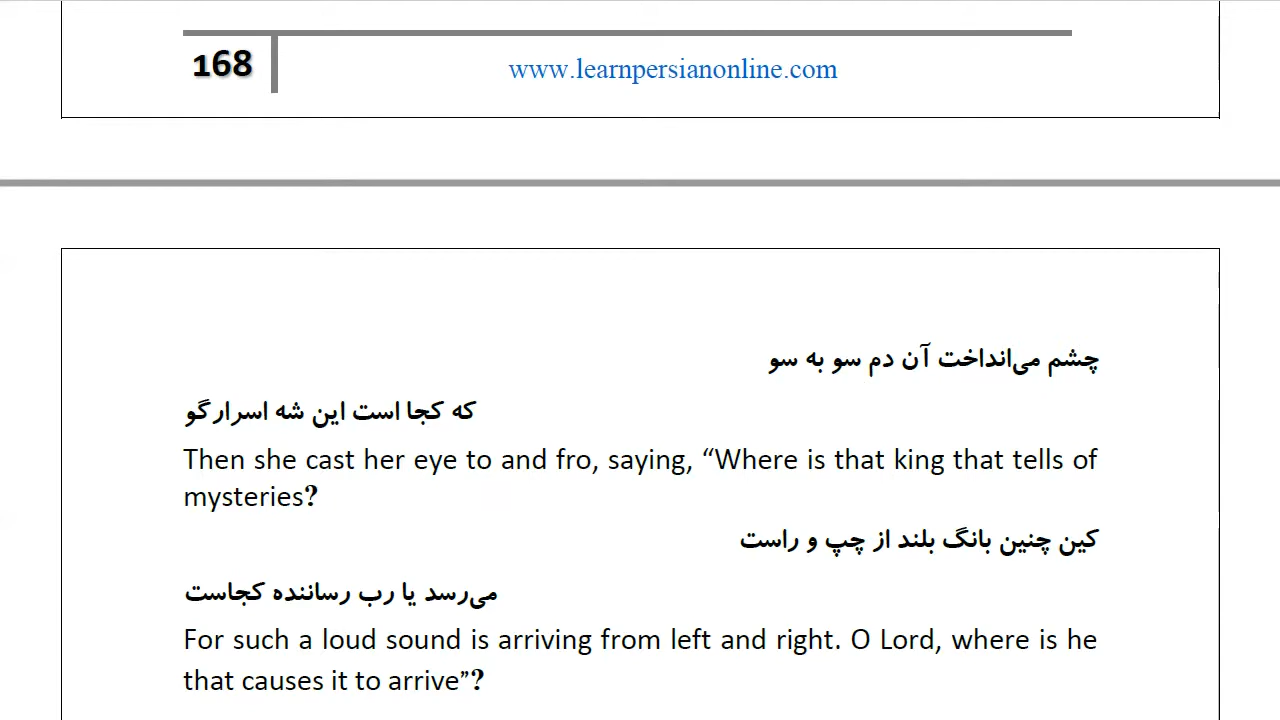 168
www.learnpersianonline.com
چشم می‌انداخت آن دم سو به سو
که کجا است این شه اسرارگو
Then she cast her eye to and fro, saying, “Where is that king that tells of
mysteries?
کین چنین بانگ بلند از چپ و راست
می‌رسد یا رب رساننده کجاست
For such a loud sound is arriving from left and right. O Lord, where is he
that causes it to arrive”?